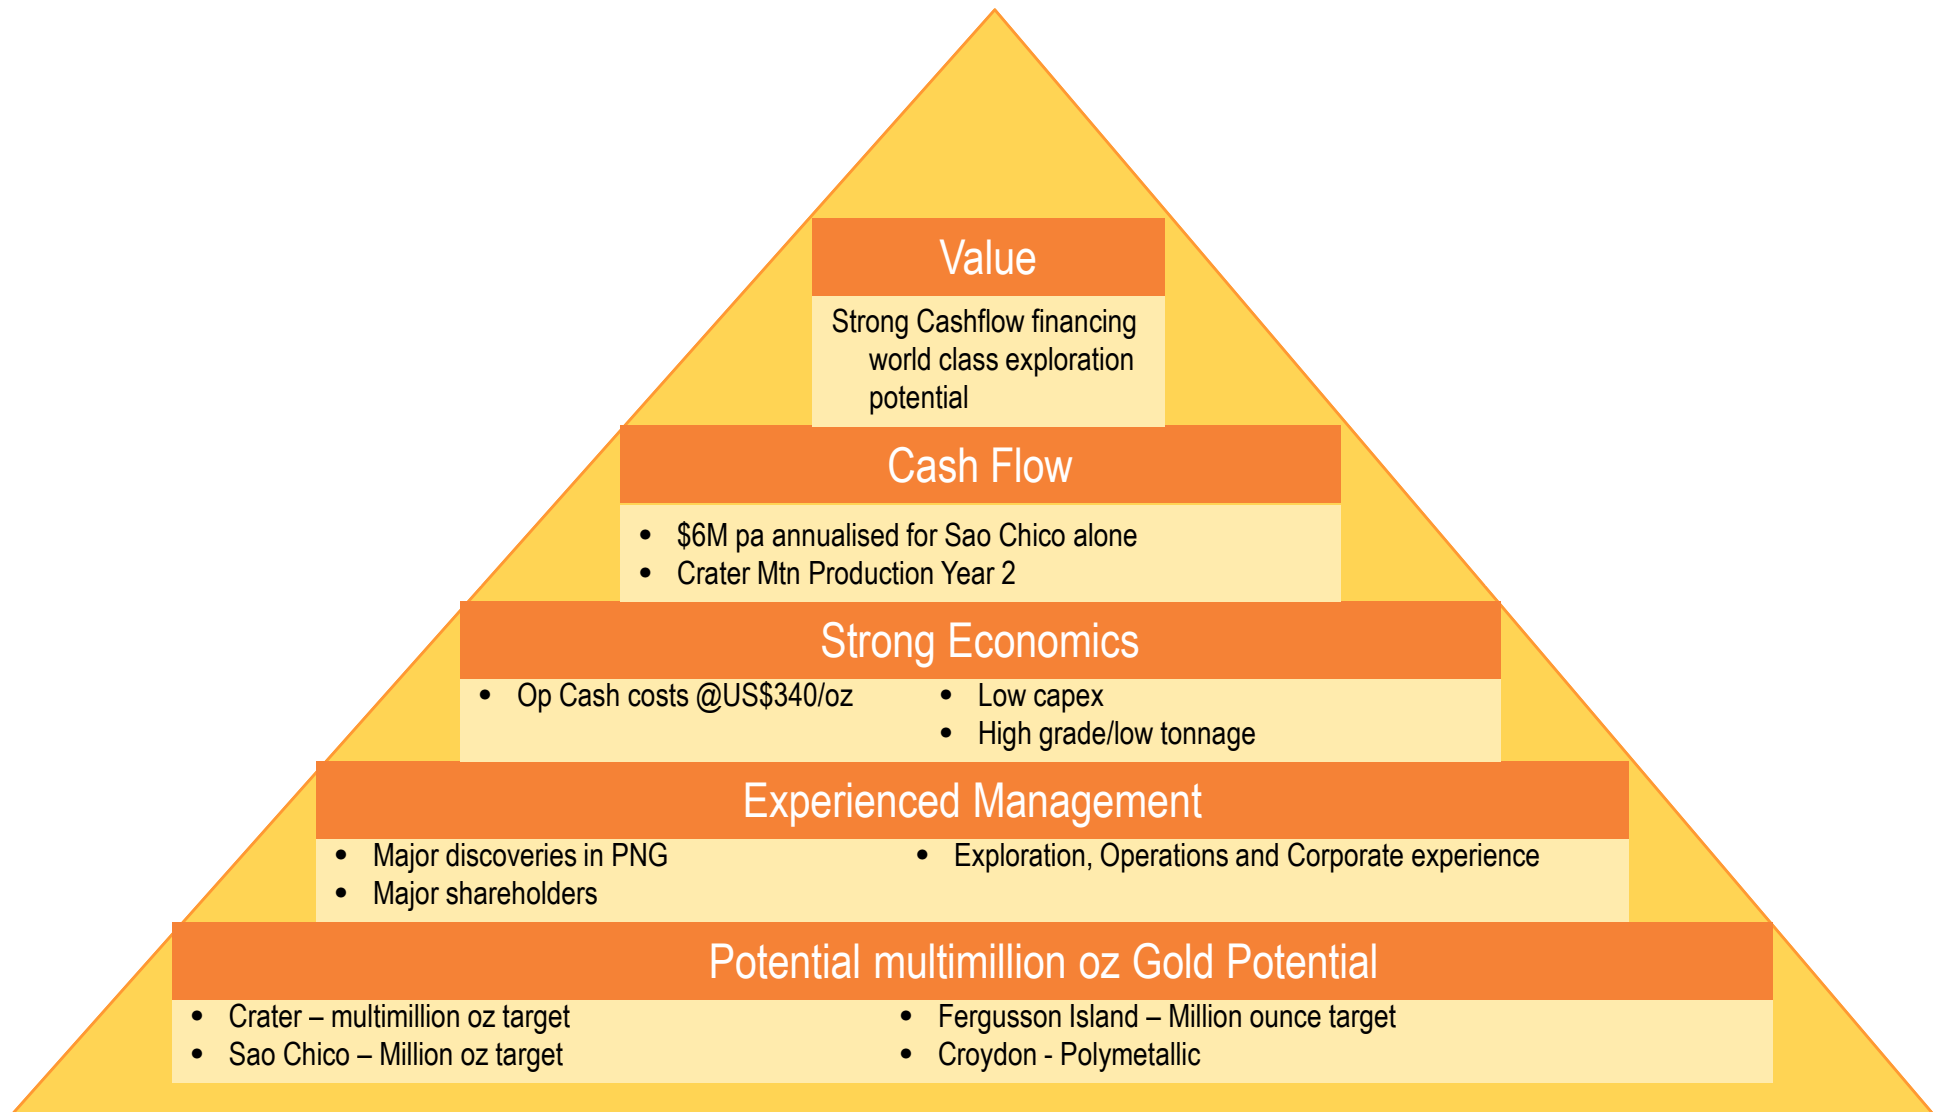 Value
Strong Cashflow financing
world class exploration
potential
Cash Flow
• $6M pa annualised for Sao Chico alone
• Crater Mtn Production Year 2
Strong Economics
• Op Cash costs @US$340/oz
• Low capex
• High grade/low tonnage
Experienced Management
• Major discoveries in PNG
• Major shareholders
• Exploration, Operations and Corporate experience
Potential multimillion oz Gold Potential
• Crater – multimillion oz target
• Sao Chico – Million oz target
• Fergusson Island – Million ounce target
• Croydon - Polymetallic